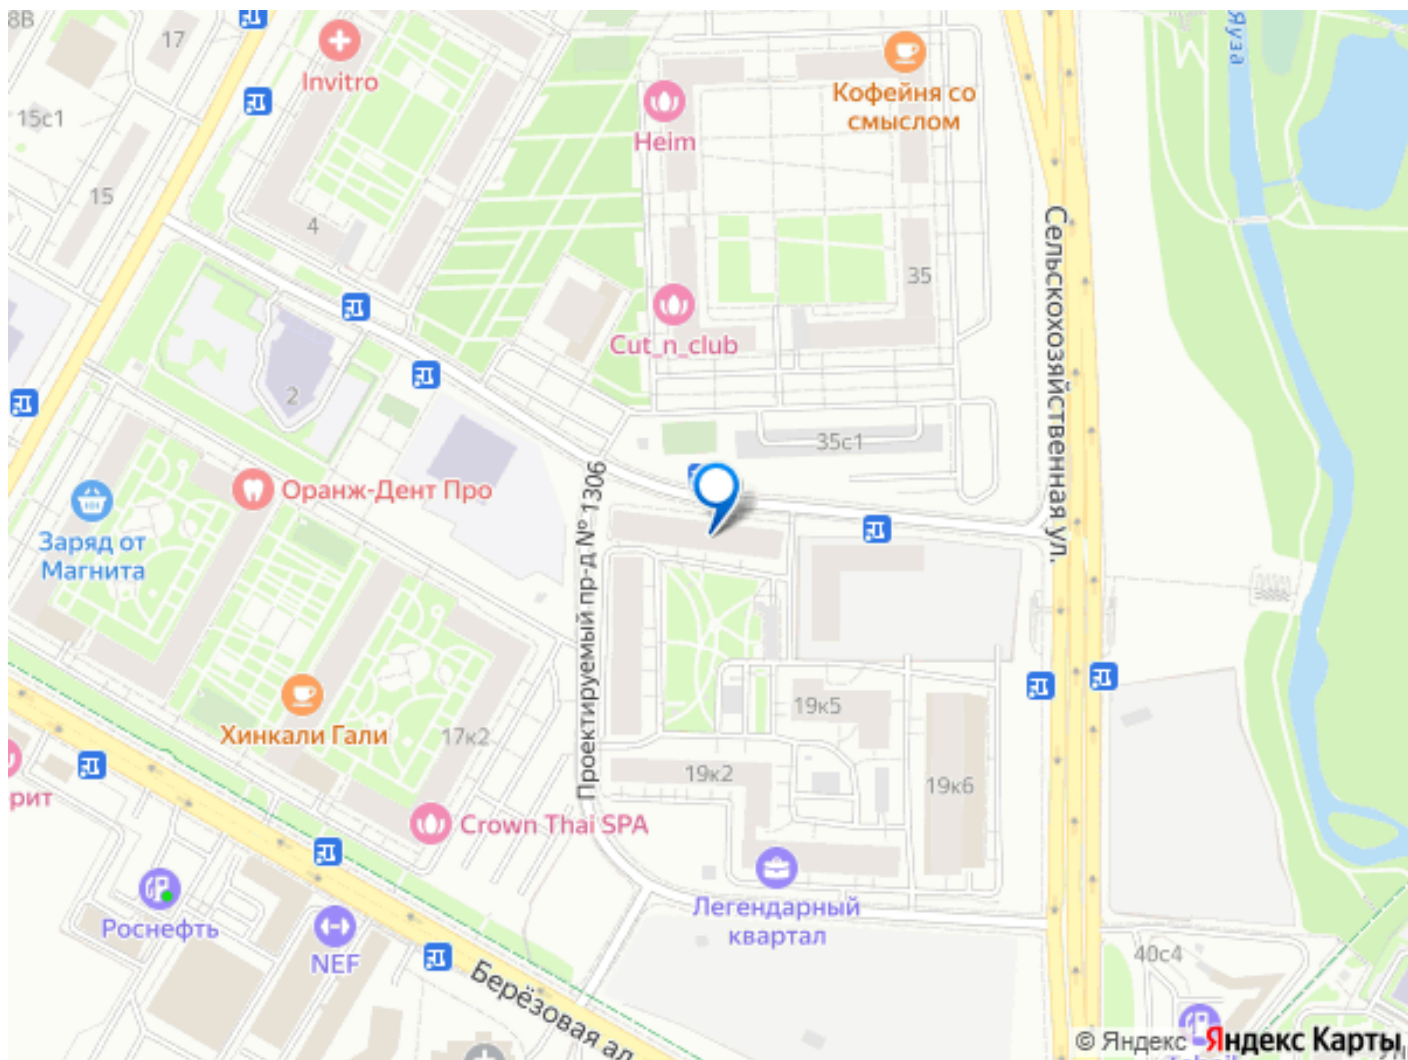 8В
17
Invitro
15с1
15
4
Heim
Кофейня со
смыслом
Яуза
35
Сельскохозяйственная ул.
Cut_n_club
2
35с1
Оранж-Дент Про
Заряд от
Магнита
Проектируемый пр-д № 1306
Хинкали Гали
17к2
19к5
19к2
19к6
рит
Crown Thai SPA
Роснефть
NEF
Легендарный
квартал
Берёзовая ал
40с4
© Яндекс Яндекс Карты